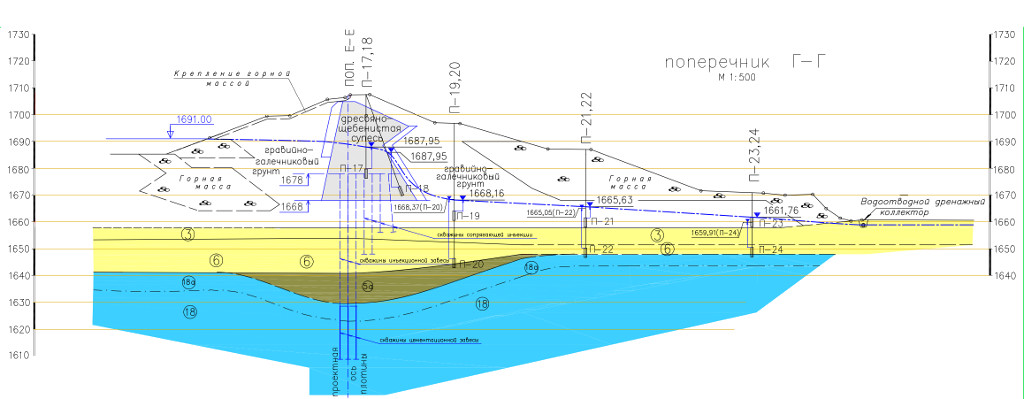 поперечник Г-Г
М 1:500
1730
1720
1710
1700
1690
1680
1670
1660
1650
1640
1630
1620
1610
1730
1720
1710
1700
1690
1680
1670
1660
1650
1640
Крепление горной
массой
ПОП. Е-Е
П-17,18
П-19,20
П-21,22
П-23,24
1691.00
дресвяно-
щебенистая
супесь
гравийно-
галечниковый
грунт
Горная
масса
1678
1668
П-17
П-18
1687,95
1687,95
гравийно-
галечниковый
грунт
1668,16
1668,37(П-20)
П-19
П-20
1665,63
1665,05(П-22)
П-21
П-22
Горная
масса
1661,76
1659,91(П-24)
П-23
П-24
Водоотводной дренажный
коллектор
3
3
6
6
6
5а
18а
18а
18
18
скважины инъекционной завесы
скважины цементационной завесы
проектная
ось
плотины